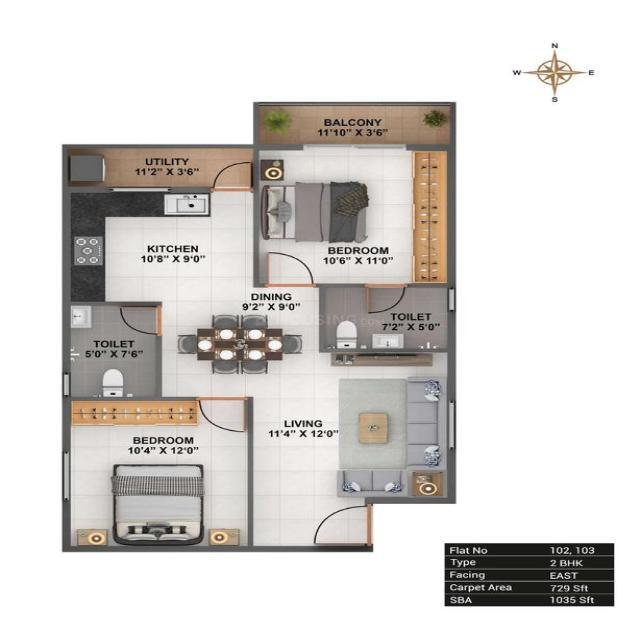 N
W E
S
BALCONY
11'10" X 3'6"
UTILITY
11'2" X 3'6"
KITCHEN
10'8" X 9'0"
BEDROOM
10'6" X 11'0"
DINING
9'2" X 9'0"
TOILET
7'2" X 5'0"
TOILET
5'0" X 7'6"
LIVING
11'4" X 12'0"
BEDROOM
10'4" X 12'0"
Flat No 102, 103
Type 2 BHK
Facing EAST
Carpet Area 729 Sft
SBA 1035 Sft